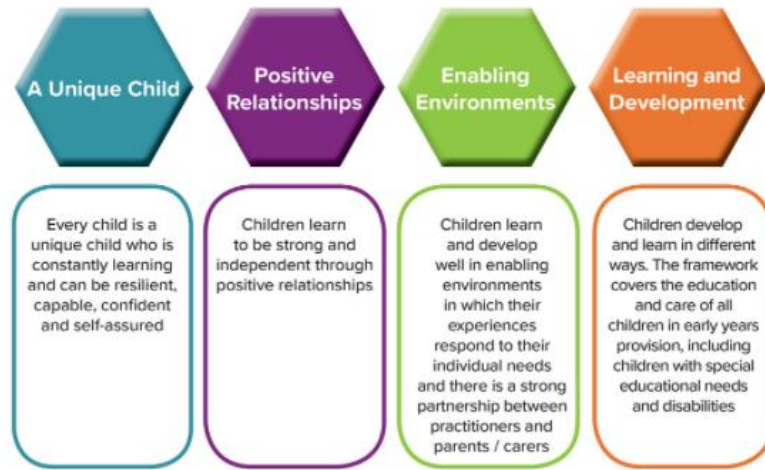 A Unique Child
Positive
Relationships
Enabling
Environments
Learning and
Development
Every child is a
unique child who is
constantly learning
and can be resilient,
capable, confident
and self-assured
Children learn
to be strong and
independent through
positive relationships
Children learn
and develop
well in enabling
environments
in which their
experiences
respond to their
individual needs
and there is a strong
partnership between
practitioners and
parents / carers
Children develop
and learn in different
ways. The framework
covers the education
and care of all
children in early years
provision, including
children with special
educational needs
and disabilities